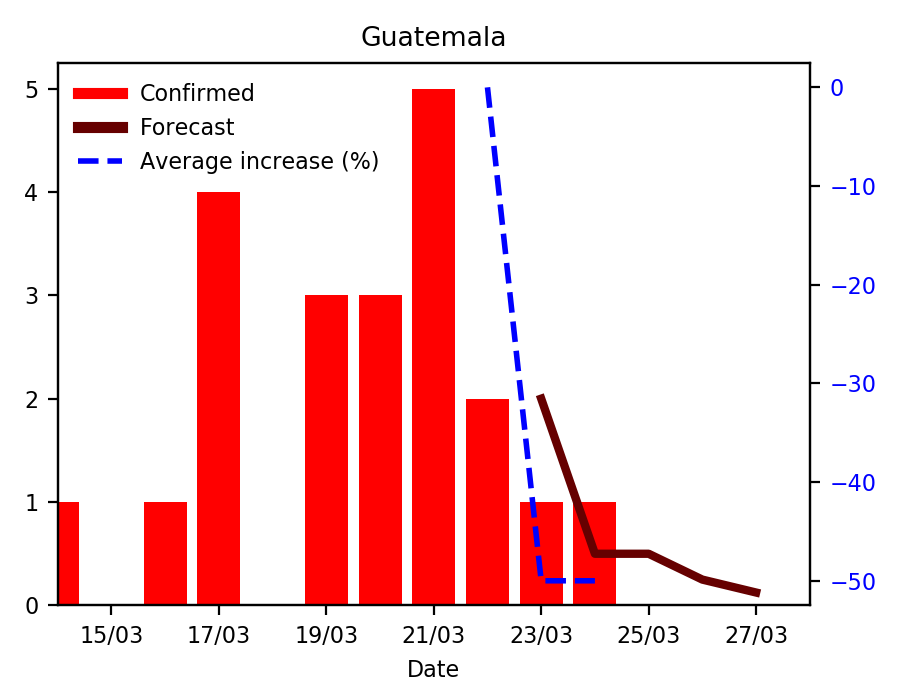 Guatemala
Confirmed
Forecast
Average increase (%)
5
4
3
2
1
0
0
−10
−20
−30
−40
−50
15/03 17/03 19/03 21/03 23/03 25/03 27/03
Date